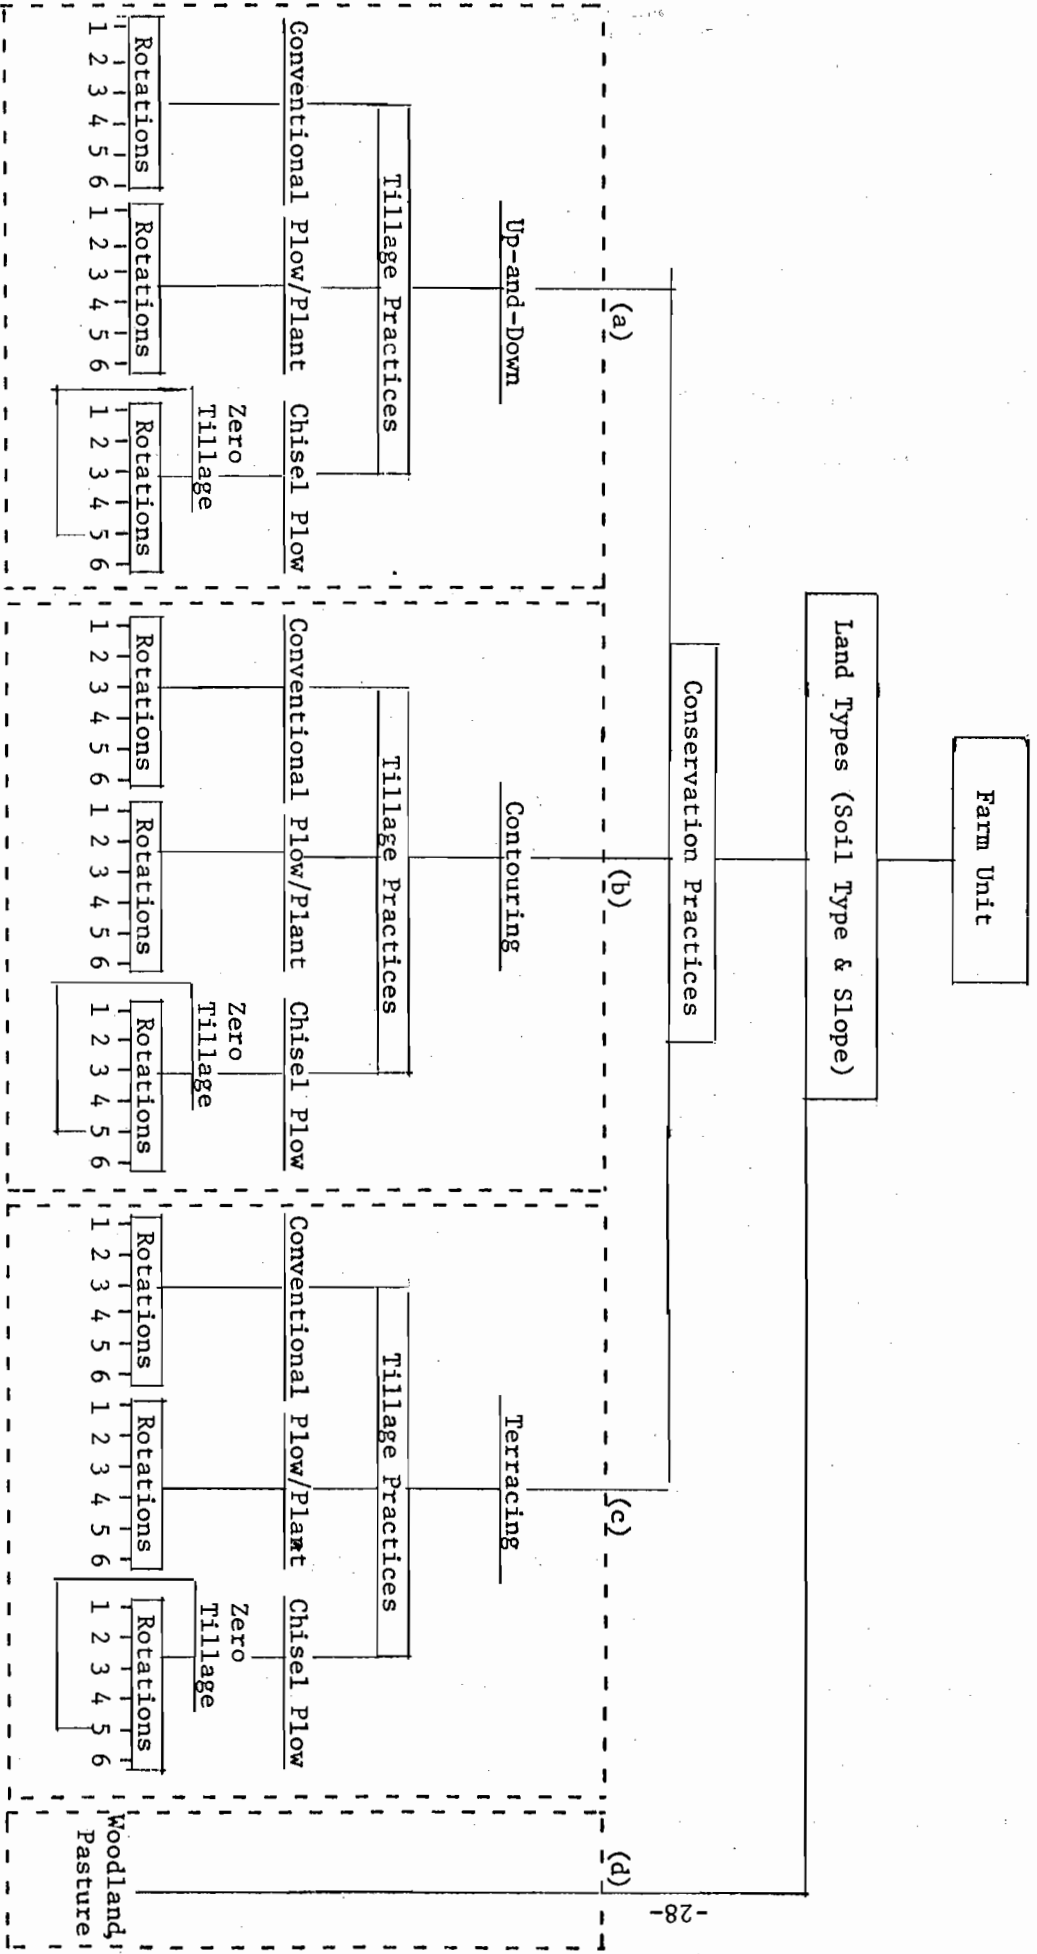 Farm Unit
Land Types (Soil Type & Slope)
Conservation Practices
(a)
(b)
(c)
(d)
-28-
Up-and-Down
Contouring
Terracing
Tillage Practices
Tillage Practices
Tillage Practices
Conventional Plow/Plant Chisel Plow
Conventional Plow/Plant Chisel Plow
Conventional Plow/Plant Chisel Plow
Zero
Tillage
Zero
Tillage
Zero
Tillage
Rotations Rotations Rotations
Rotations Rotations Rotations
Rotations Rotations Rotations
1 2 3 4 5 6 1 2 3 4 5 6 1 2 3 4 5 6
1 2 3 4 5 6 1 2 3 4 5 6 1 2 3 4 5 6
1 2 3 4 5 6 1 2 3 4 5 6 1 2 3 4 5 6
Woodland,
Pasture